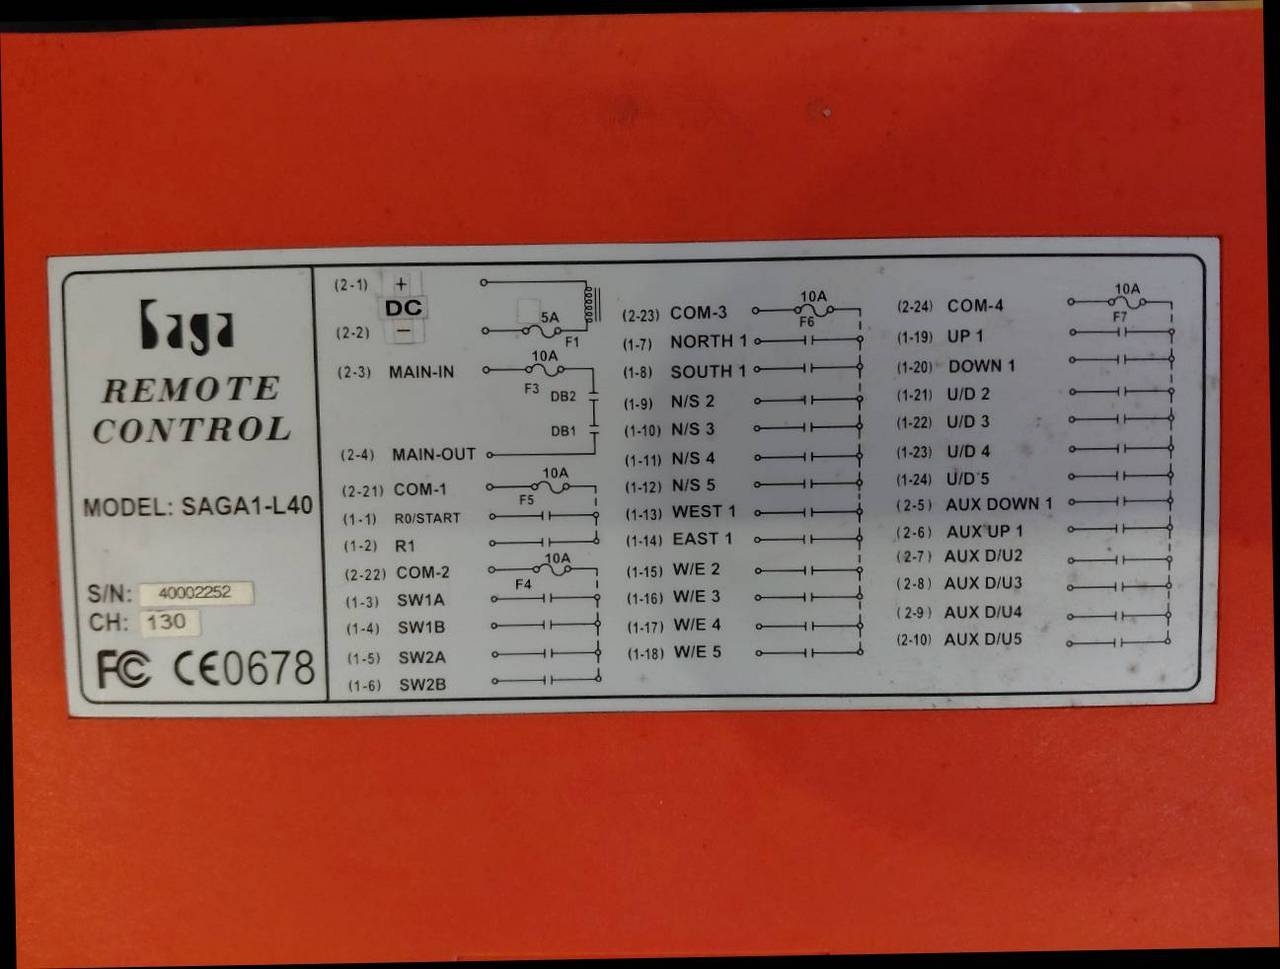 Saga
REMOTE
CONTROL
MODEL: SAGA1-L40
S/N: 40002252
CH: 130
FC CE0678
(2-1) +
DC
(2-2) − 5A F1
(2-3) MAIN-IN 10A F3
DB2
DB1
(2-4) MAIN-OUT
(2-21) COM-1 10A F5
(1-1) R0/START
(1-2) R1
(2-22) COM-2 10A F4
(1-3) SW1A
(1-4) SW1B
(1-5) SW2A
(1-6) SW2B
(2-23) COM-3 10A F6
(1-7) NORTH 1
(1-8) SOUTH 1
(1-9) N/S 2
(1-10) N/S 3
(1-11) N/S 4
(1-12) N/S 5
(1-13) WEST 1
(1-14) EAST 1
(1-15) W/E 2
(1-16) W/E 3
(1-17) W/E 4
(1-18) W/E 5
(2-24) COM-4 10A F7
(1-19) UP 1
(1-20) DOWN 1
(1-21) U/D 2
(1-22) U/D 3
(1-23) U/D 4
(1-24) U/D 5
(2-5) AUX DOWN 1
(2-6) AUX UP 1
(2-7) AUX D/U2
(2-8) AUX D/U3
(2-9) AUX D/U4
(2-10) AUX D/U5